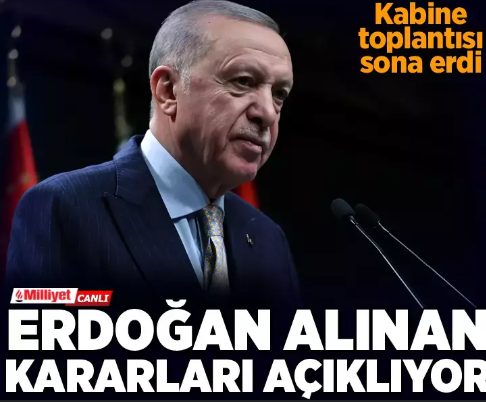 Kabine
toplantısı
sona erdi
Milliyet CANLI
ERDOĞAN ALINAN
KARARLARI AÇIKLIYOR